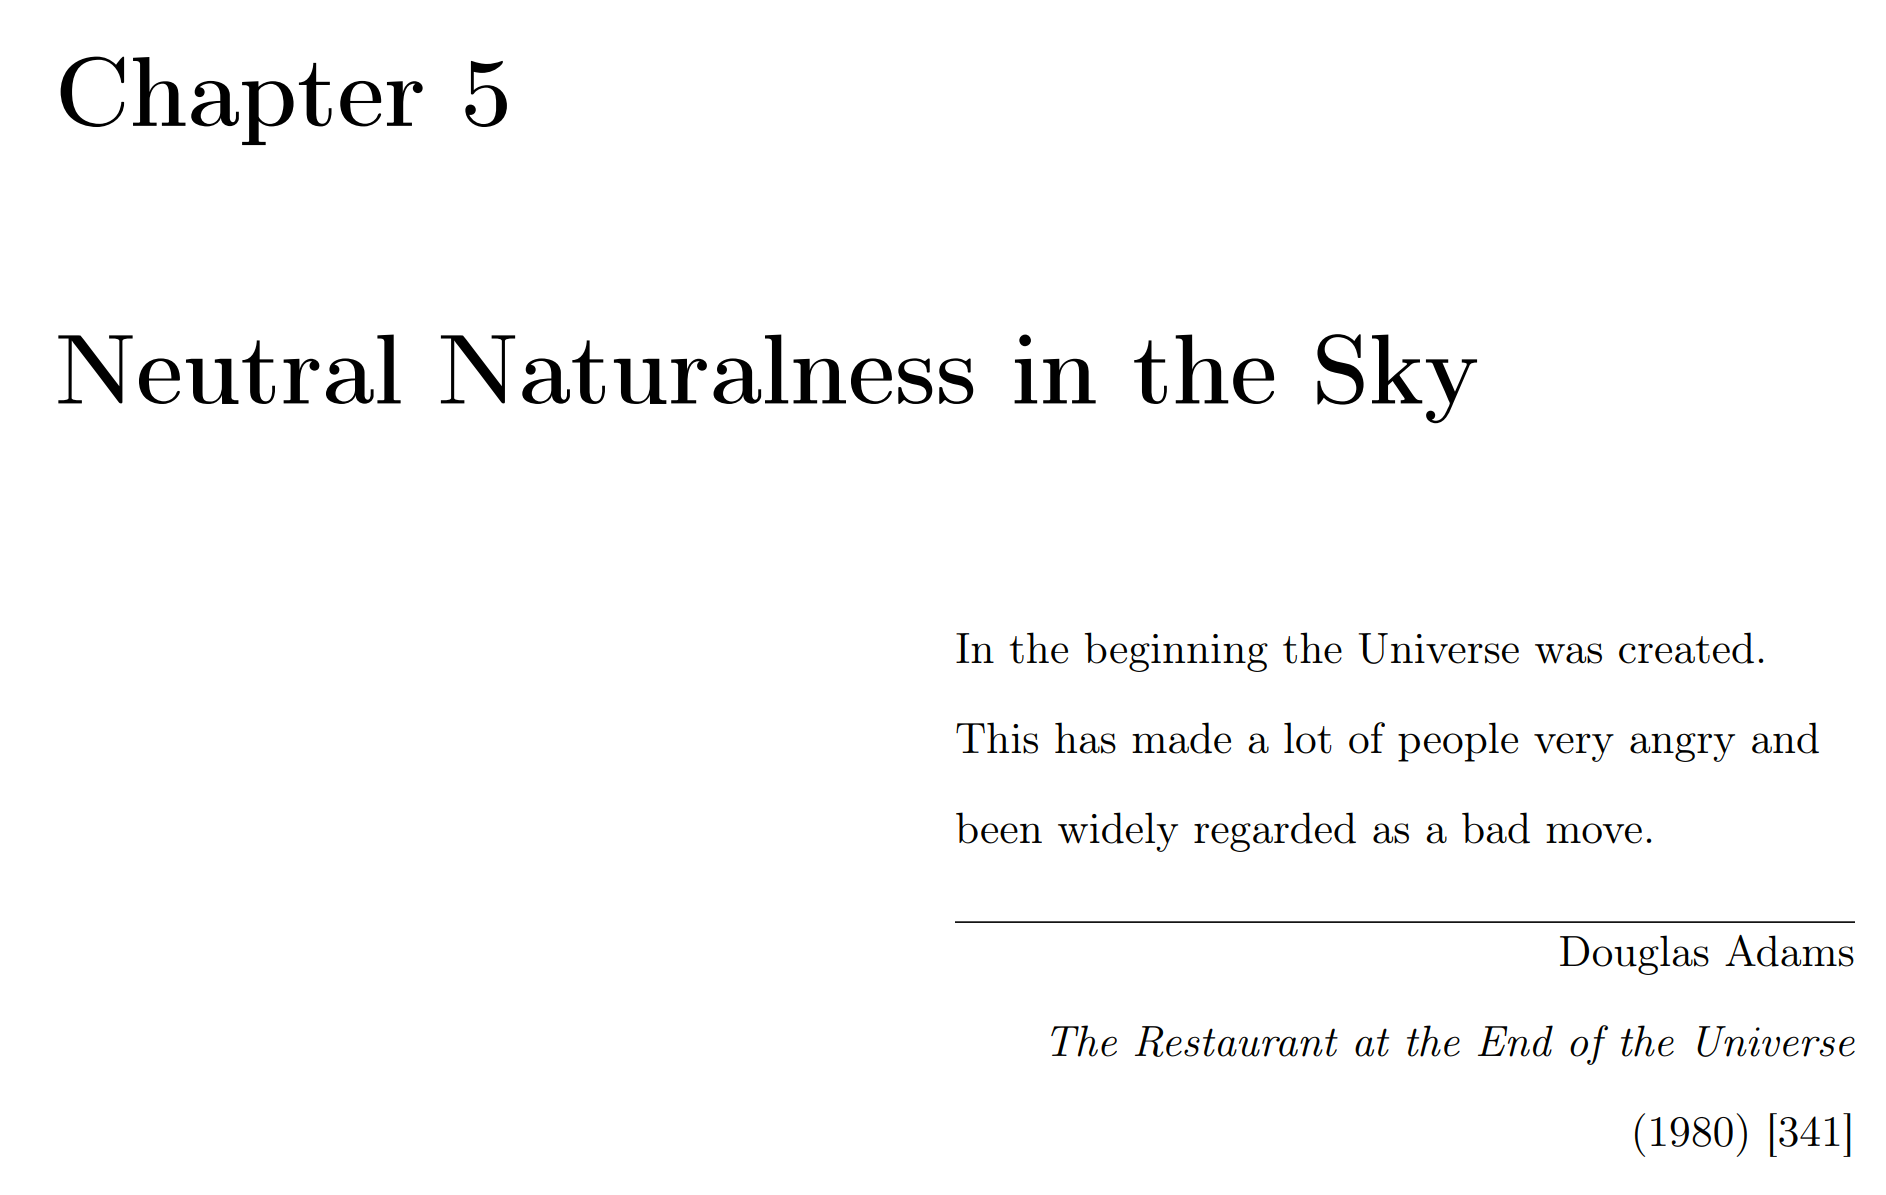 Chapter 5
Neutral Naturalness in the Sky
In the beginning the Universe was created.
This has made a lot of people very angry and
been widely regarded as a bad move.
Douglas Adams
The Restaurant at the End of the Universe
(1980) [341]